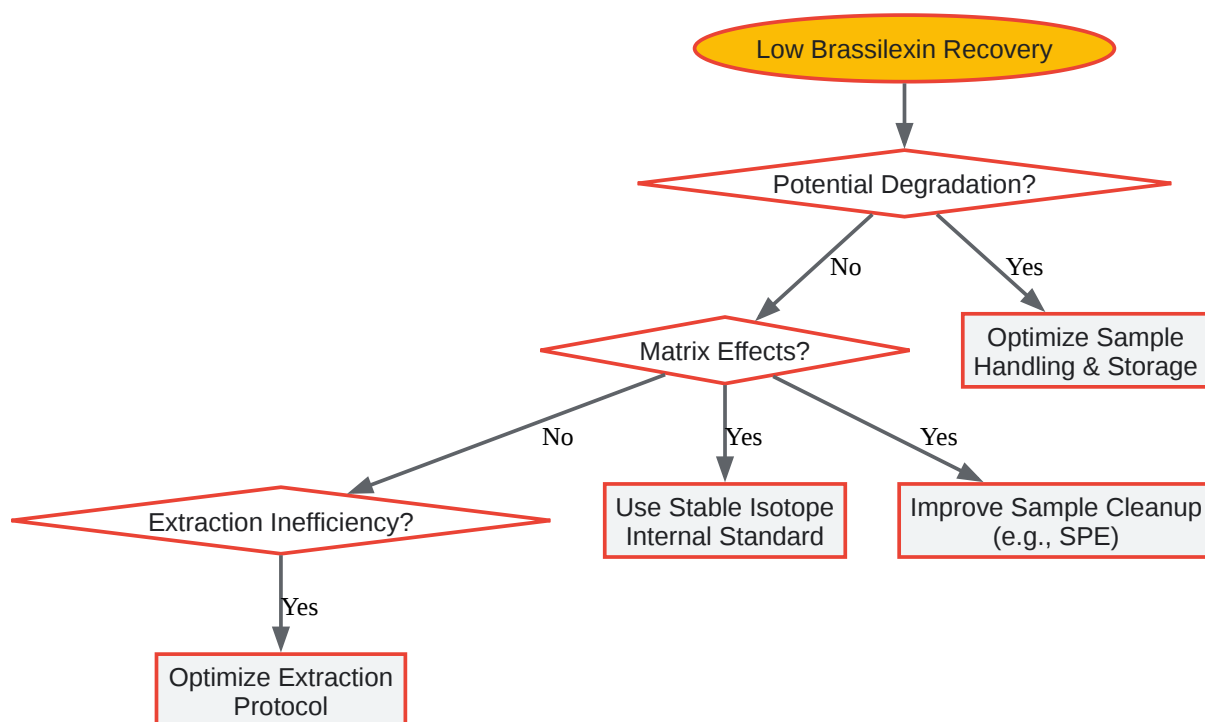 Low Brassilexin Recovery
Potential Degradation?
No
Yes
Matrix Effects?
Optimize Sample
Handling & Storage
No
Yes
Yes
Extraction Inefficiency?
Use Stable Isotope
Internal Standard
Improve Sample Cleanup
(e.g., SPE)
Yes
Optimize Extraction
Protocol